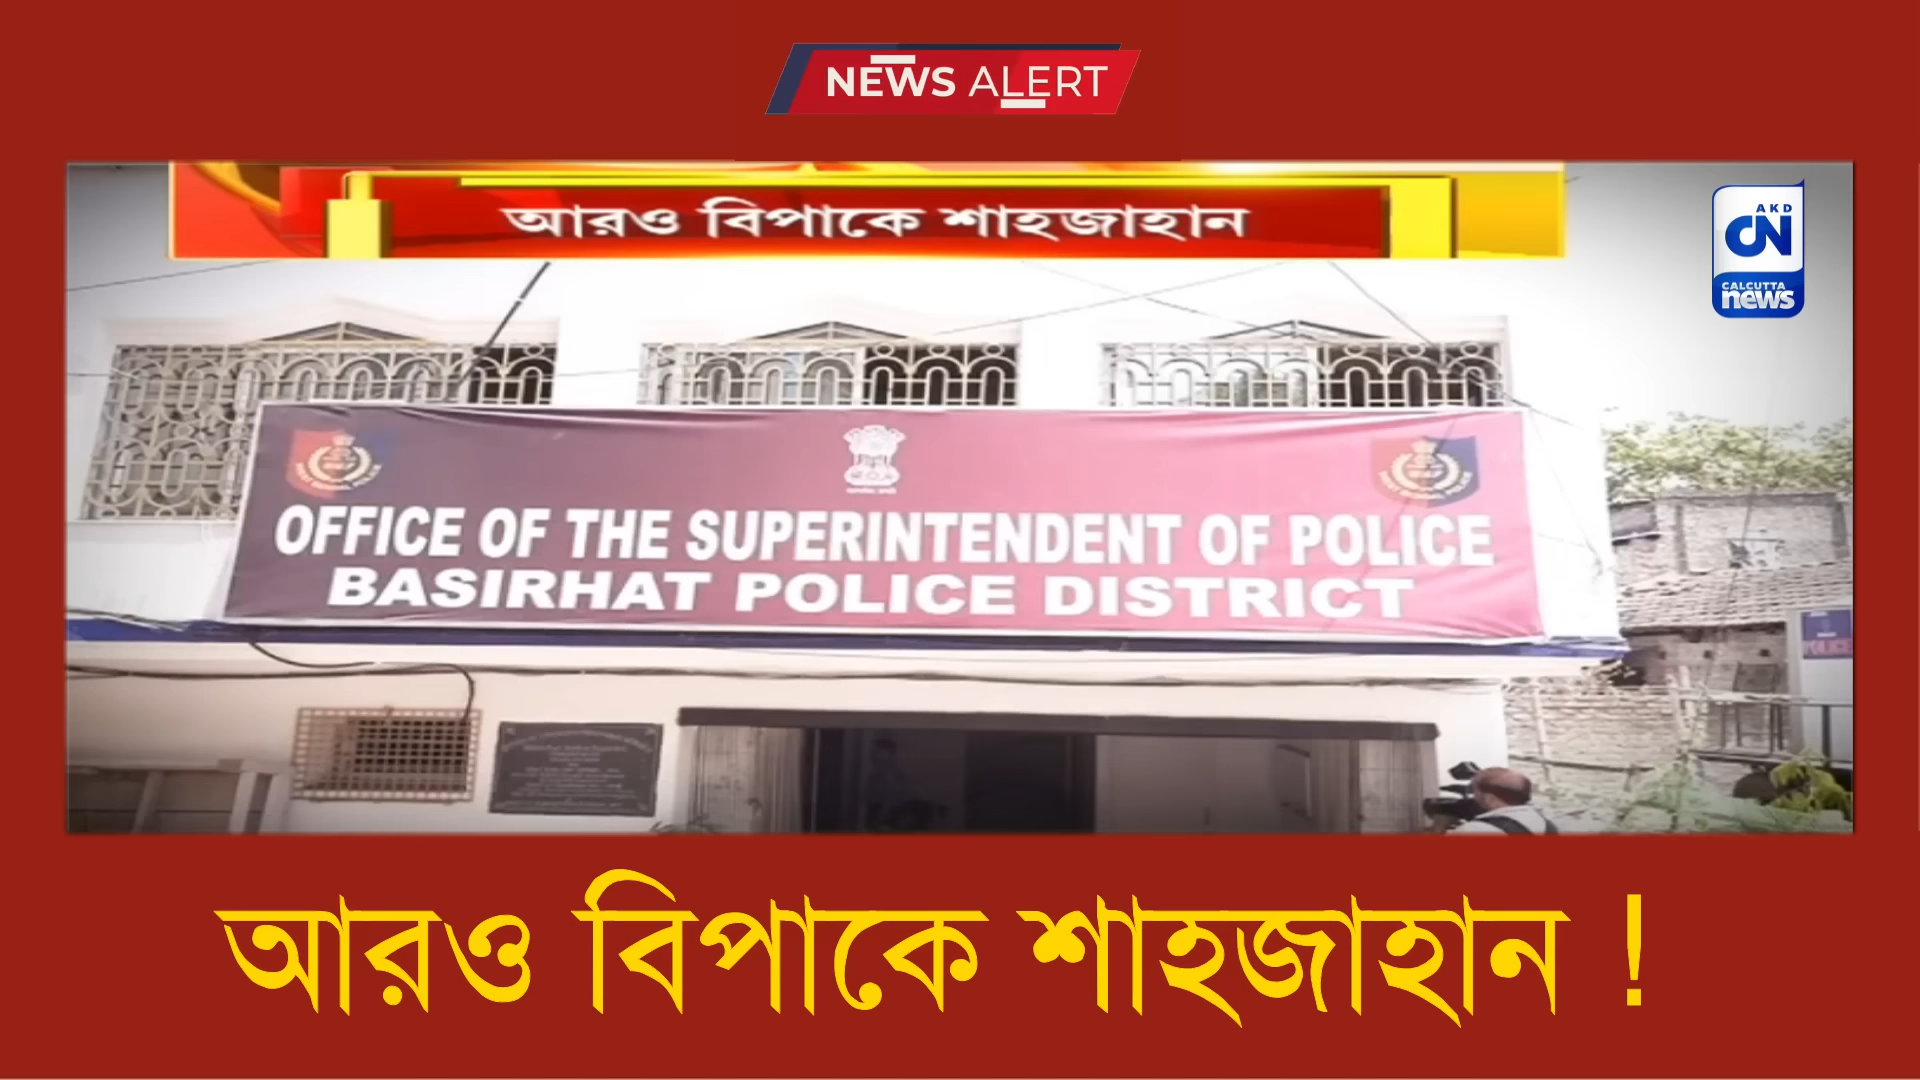 NEWS ALERT
আরও বিপাকে শাহজাহান
AKD
CN
CALCUTTA
news
OFFICE OF THE SUPERINTENDENT OF POLICE
BASIRHAT POLICE DISTRICT
POLICE
আরও বিপাকে শাহজাহান !